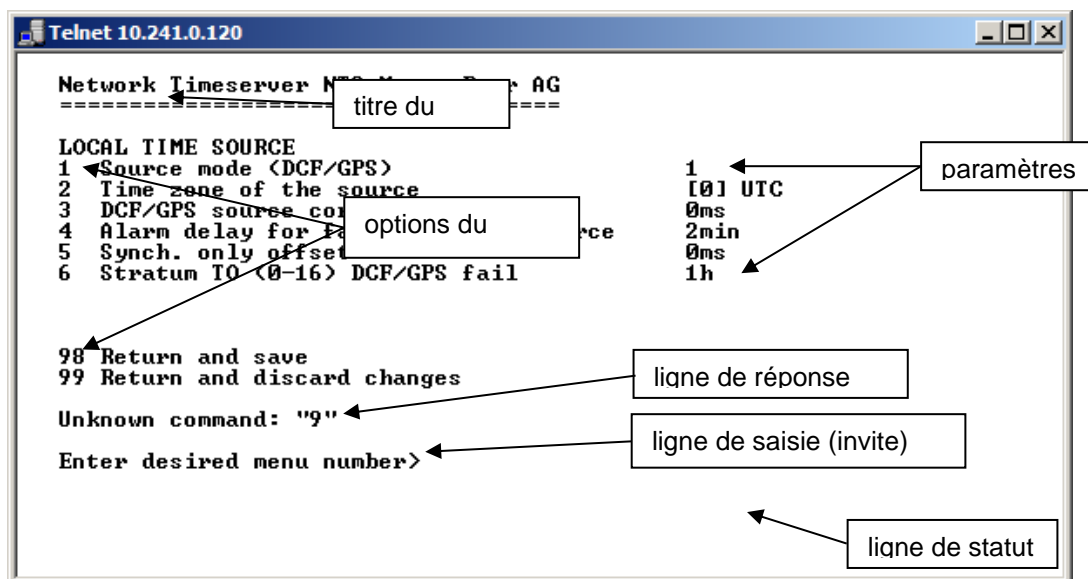 Telnet 10.241.0.120
Network Timeserver AG
titre du
LOCAL TIME SOURCE
1 Source mode (DCF/GPS) 1
paramètres
2 Time zone of the source [0] UTC
3 DCF/GPS source 0ms
options du
4 Alarm delay for 2min
5 Synch. only offset 0ms
6 Stratum TO (0-16) DCF/GPS fail 1h
98 Return and save
99 Return and discard changes
ligne de réponse
Unknown command: "9"
ligne de saisie (invite)
Enter desired menu number>
ligne de statut